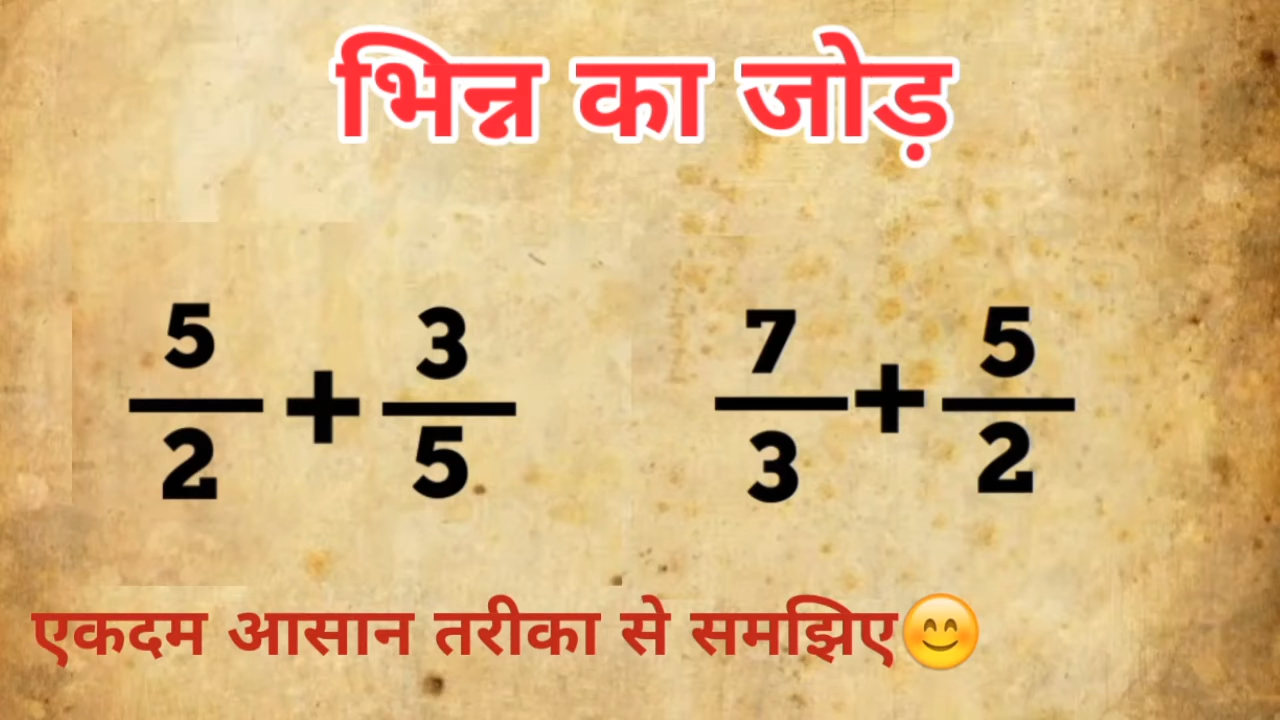 भिन्न का जोड़
5/2 + 3/5
7/3 + 5/2
एकदम आसान तरीका से समझिए😊